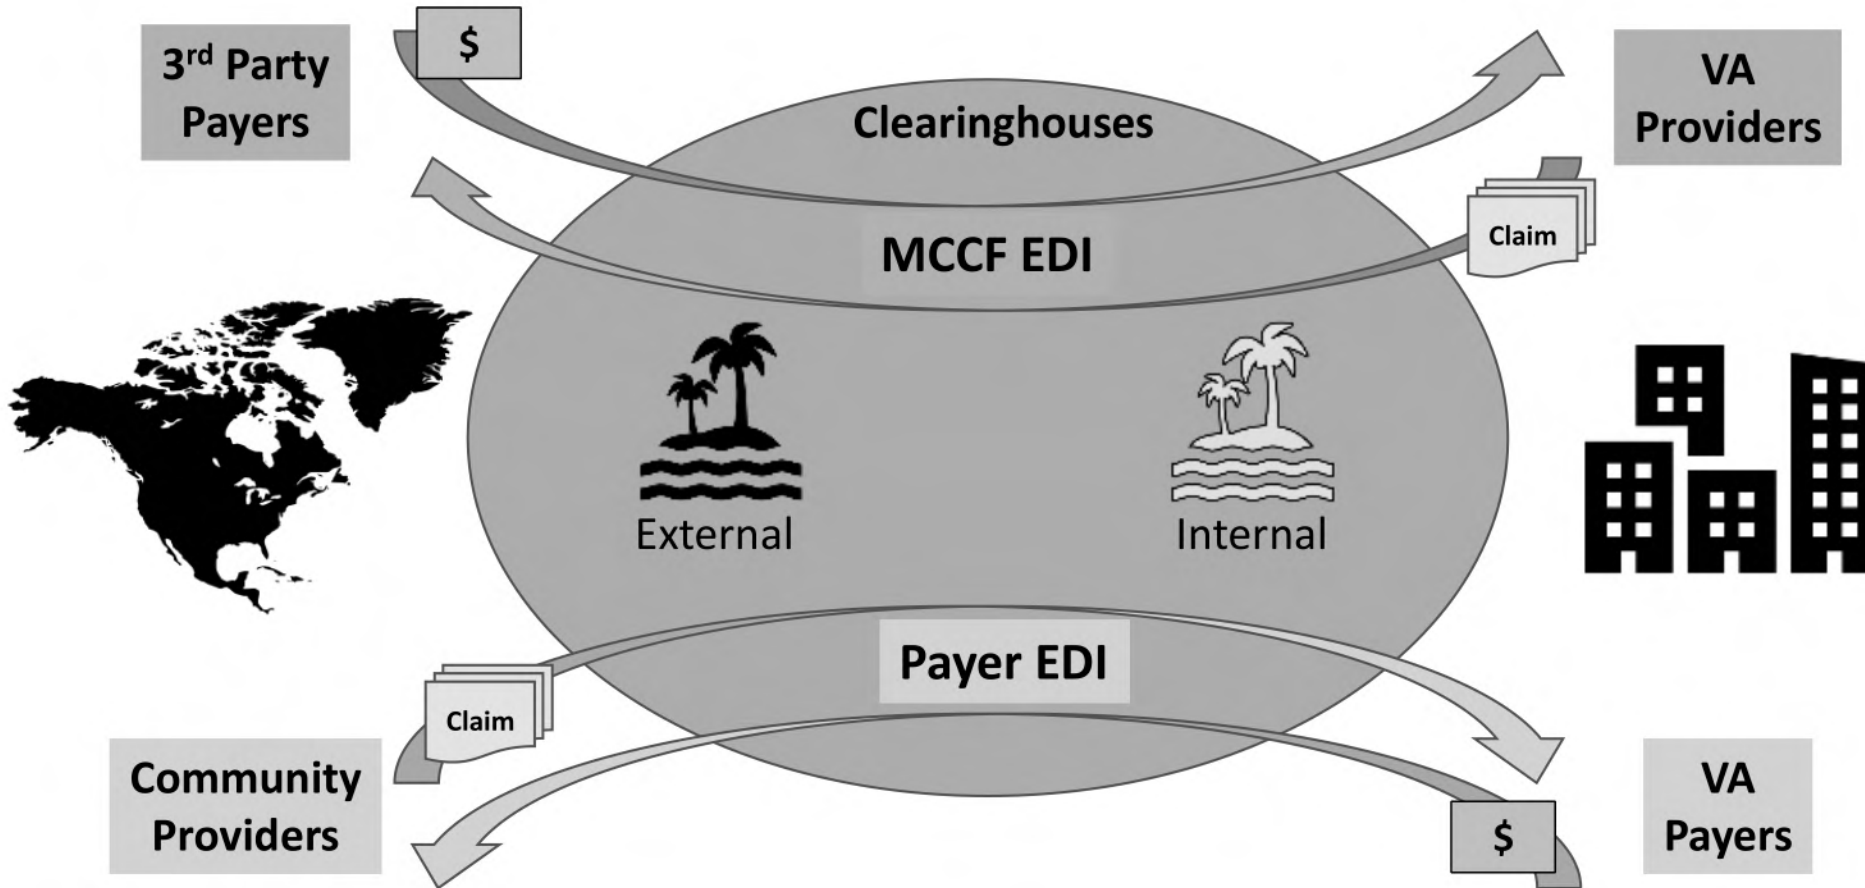 3rd Party
Payers
$
Clearinghouses
VA
Providers
MCCF EDI
Claim
External
Internal
Payer EDI
Claim
Community
Providers
VA
Payers
$